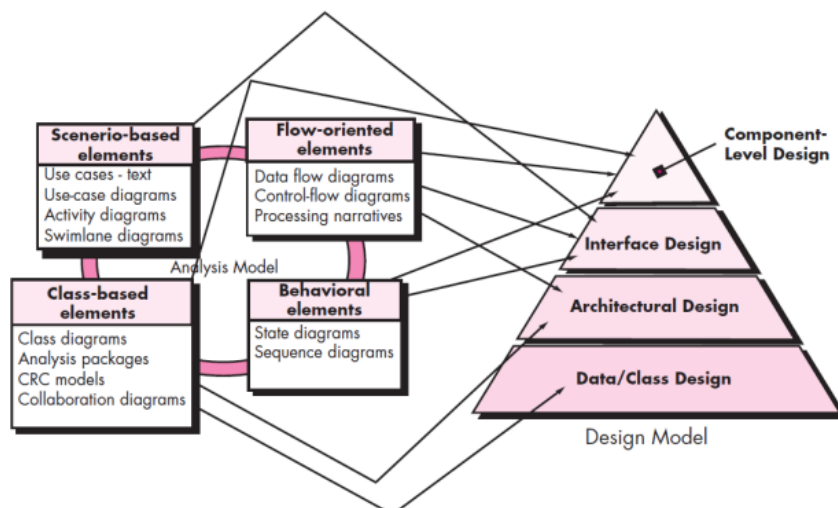 Scenerio-based
elements
Use cases - text
Use-case diagrams
Activity diagrams
Swimlane diagrams
Flow-oriented
elements
Data flow diagrams
Control-flow diagrams
Processing narratives
Analysis Model
Class-based
elements
Class diagrams
Analysis packages
CRC models
Collaboration diagrams
Behavioral
elements
State diagrams
Sequence diagrams
Component-
Level Design
Interface Design
Architectural Design
Data/Class Design
Design Model